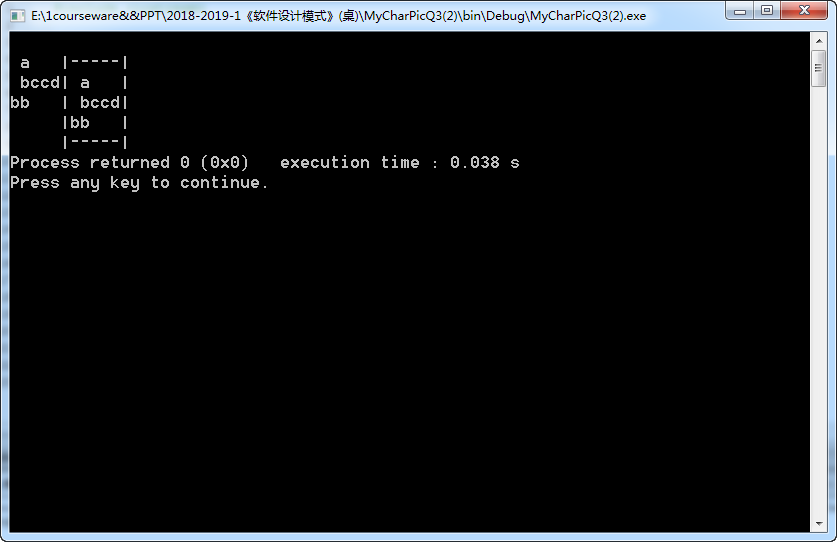 E:\1courseware&&PPT\2018-2019-1《软件设计模式》(桌)\MyCharPicQ3(2)\bin\Debug\MyCharPicQ3(2).exe
 a   |-----|
 bccd| a   |
bb   | bccd|
     |bb   |
     |-----|
Process returned 0 (0x0)   execution time : 0.038 s
Press any key to continue.